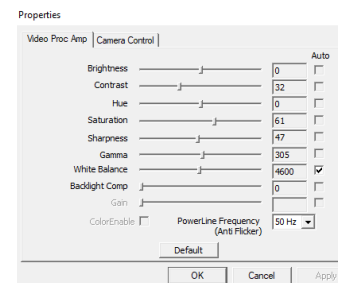 Properties
Video Proc Amp Camera Control
Auto
Brightness 0
Contrast 32
Hue 0
Saturation 61
Sharpness 47
Gamma 305
White Balance 4600
Backlight Comp 0
Gain
ColorEnable PowerLine Frequency 50 Hz
(Anti Flicker)
Default
OK Cancel Apply